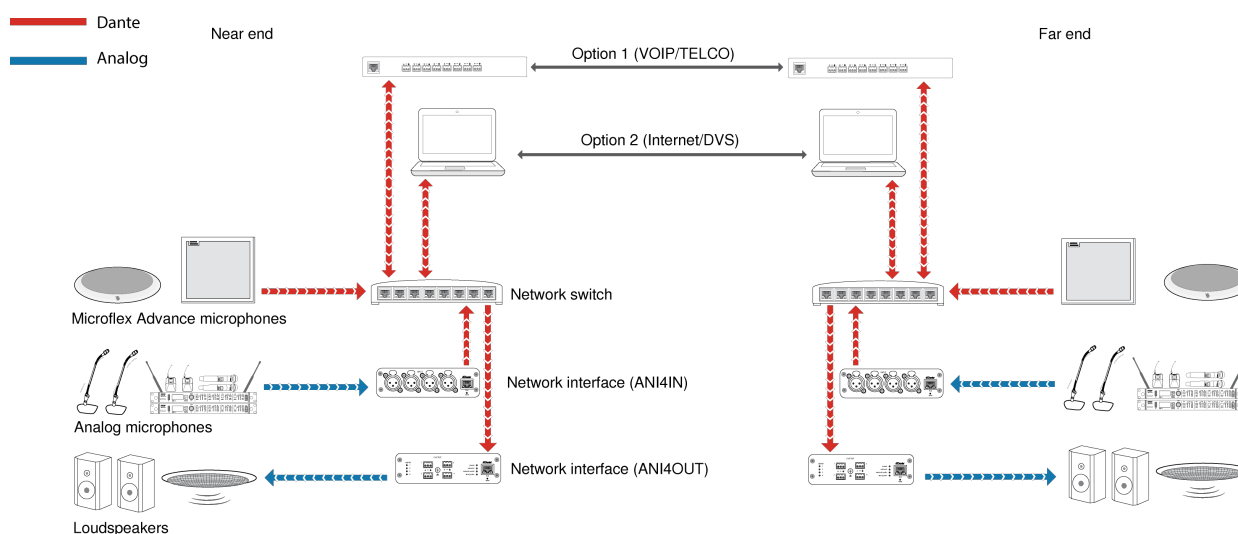 Dante
Near end
Far end
Analog
Option 1 (VOIP/TELCO)
Option 2 (Internet/DVS)
Network switch
Microflex Advance microphones
Network interface (ANI4IN)
Analog microphones
Network interface (ANI4OUT)
Loudspeakers